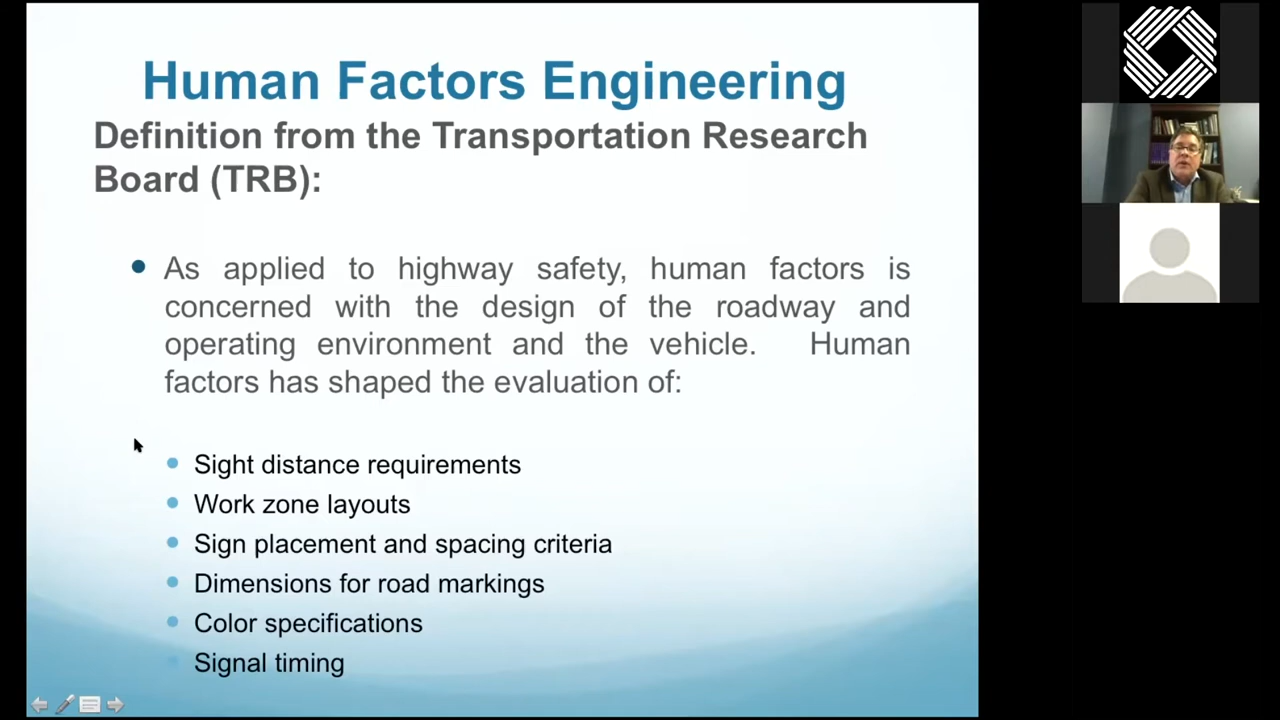 Human Factors Engineering
Definition from the Transportation Research
Board (TRB):
As applied to highway safety, human factors is
concerned with the design of the roadway and
operating environment and the vehicle. Human
factors has shaped the evaluation of:
Sight distance requirements
Work zone layouts
Sign placement and spacing criteria
Dimensions for road markings
Color specifications
Signal timing